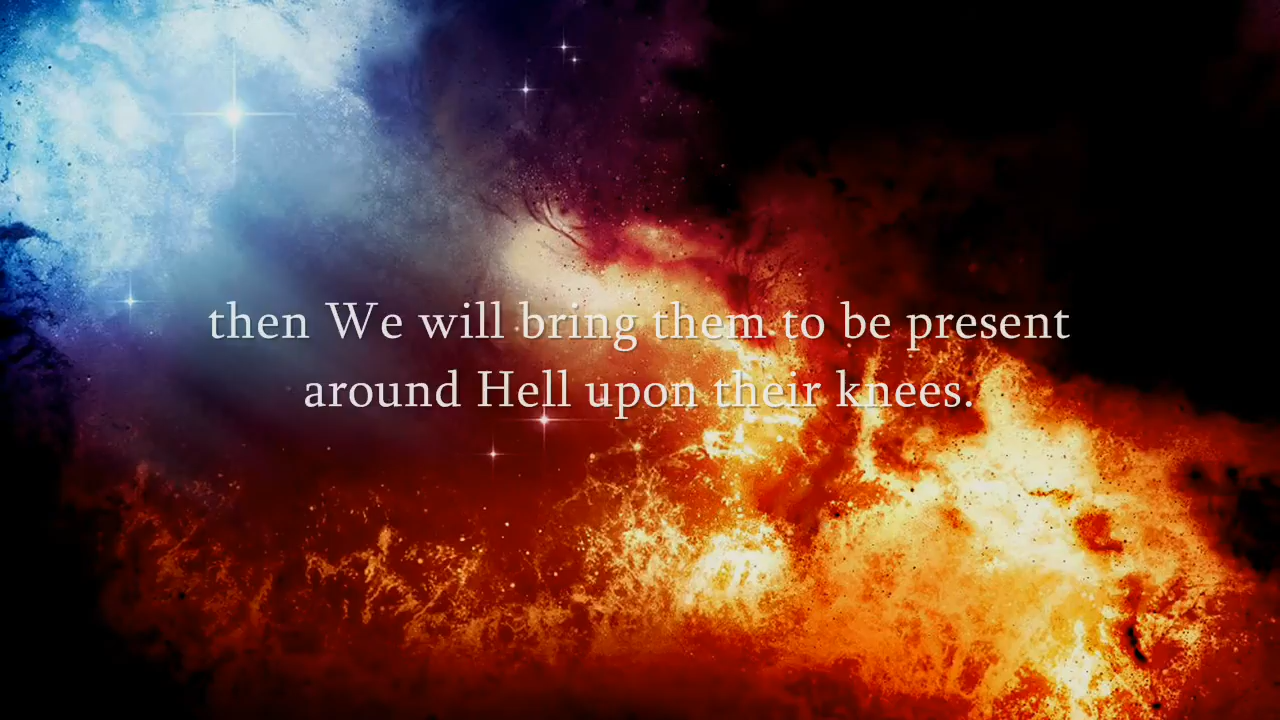 then We will bring them to be present
around Hell upon their knees.